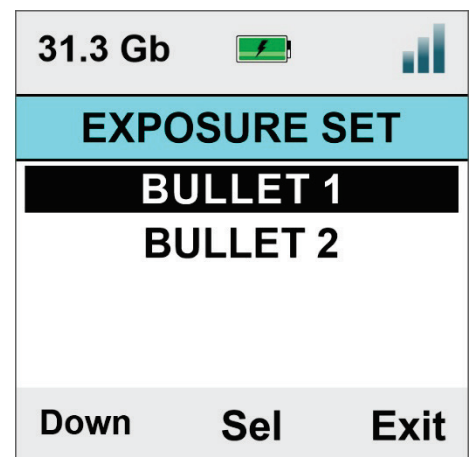 31.3 Gb
EXPOSURE SET
BULLET 1
BULLET 2
Down Sel Exit